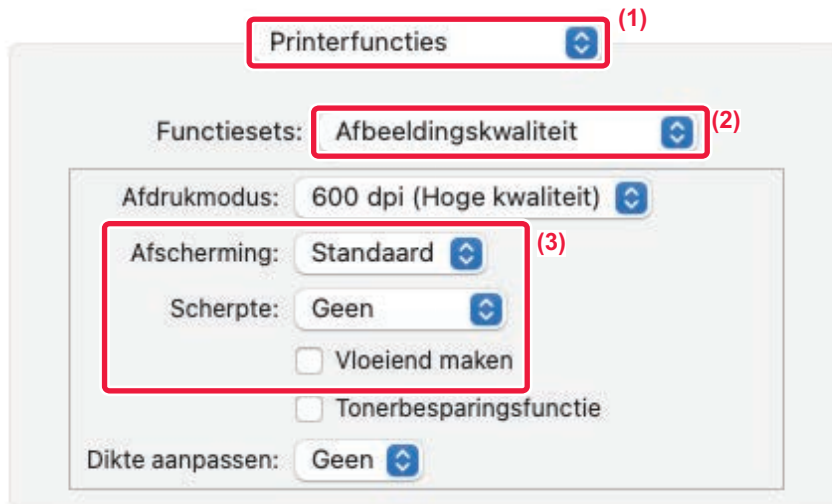 Printerfuncties (1)
Functiesets: Afbeeldingskwaliteit (2)
Afdrukmodus: 600 dpi (Hoge kwaliteit)
Afscherming: Standaard (3)
Scherpte: Geen
Vloeiend maken
Tonerbesparingsfunctie
Dikte aanpassen: Geen